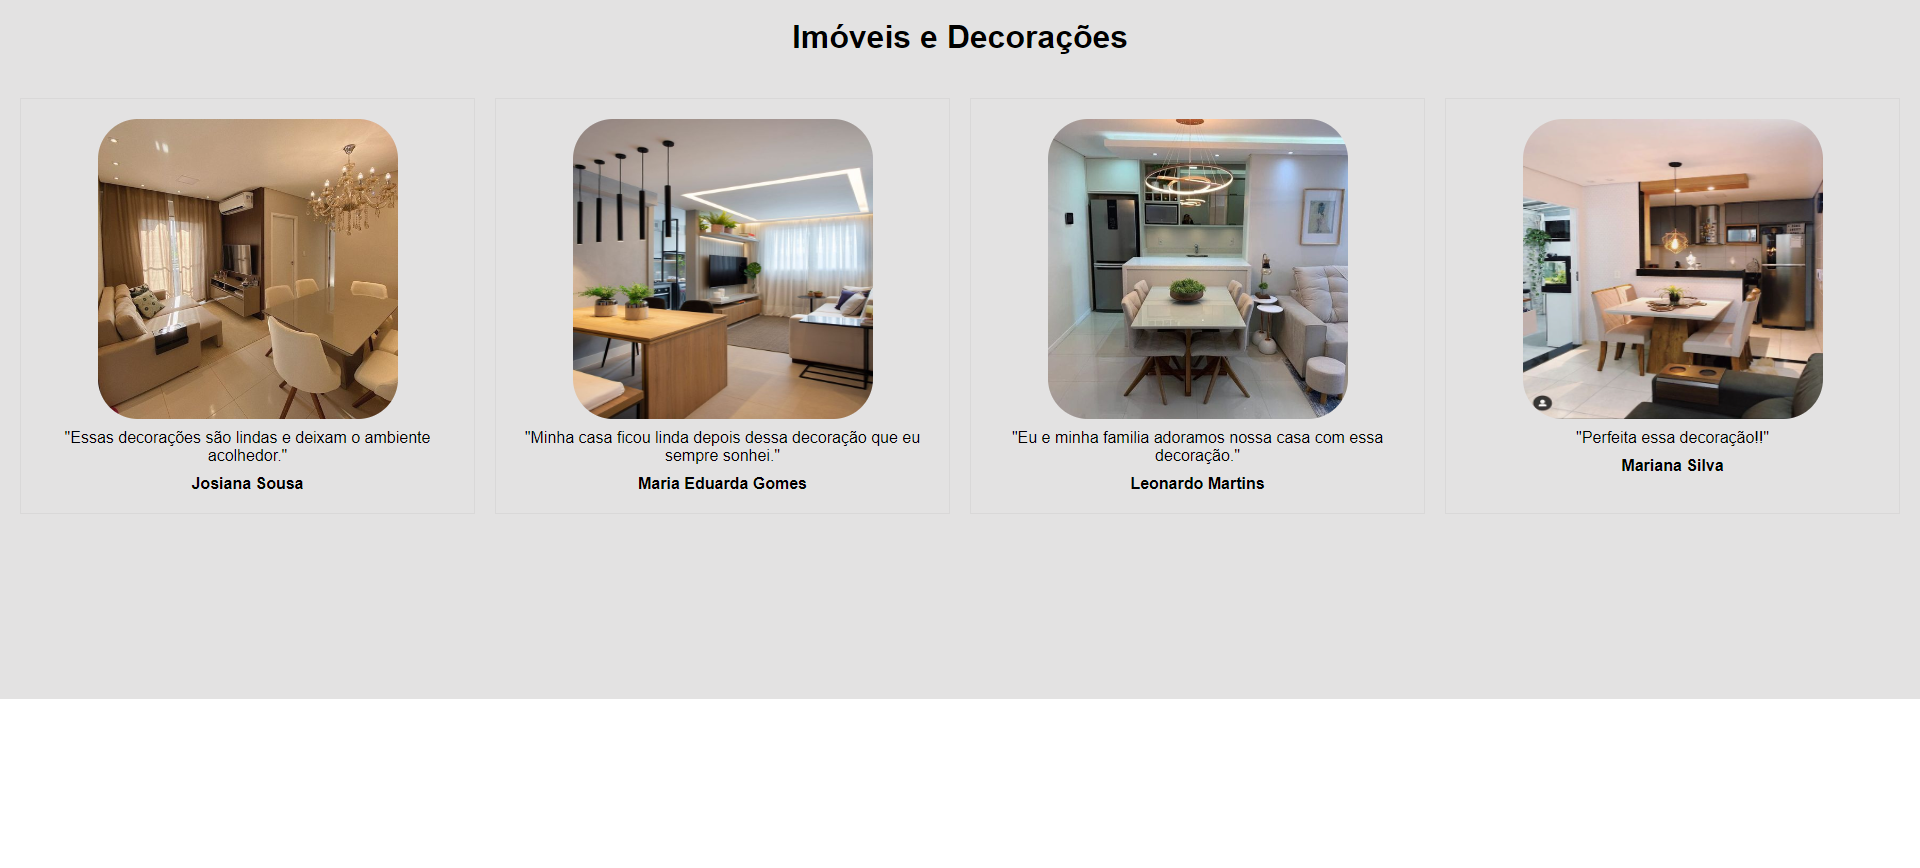 Imóveis e Decorações
"Essas decorações são lindas e deixam o ambiente
acolhedor."
Josiana Sousa
"Minha casa ficou linda depois dessa decoração que eu
sempre sonhei."
Maria Eduarda Gomes
"Eu e minha familia adoramos nossa casa com essa
decoração."
Leonardo Martins
"Perfeita essa decoração!!"
Mariana Silva